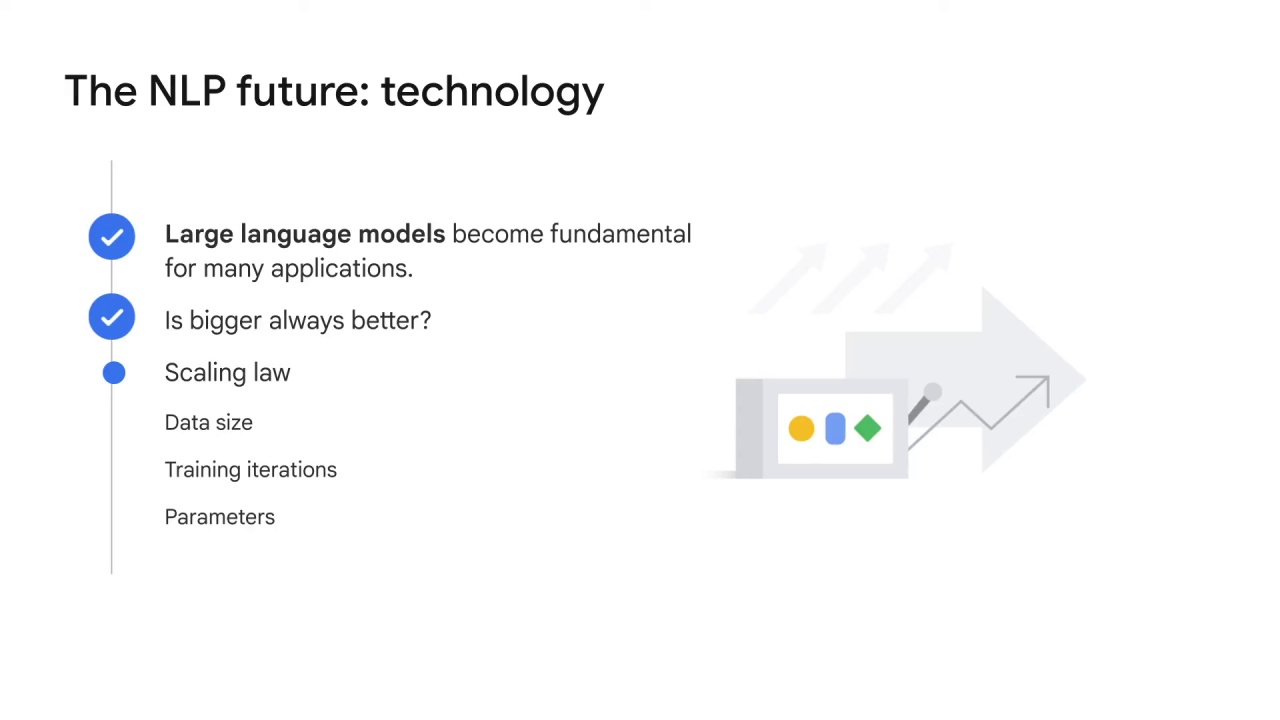 The NLP future: technology
Large language models become fundamental
for many applications.
Is bigger always better?
Scaling law
Data size
Training iterations
Parameters